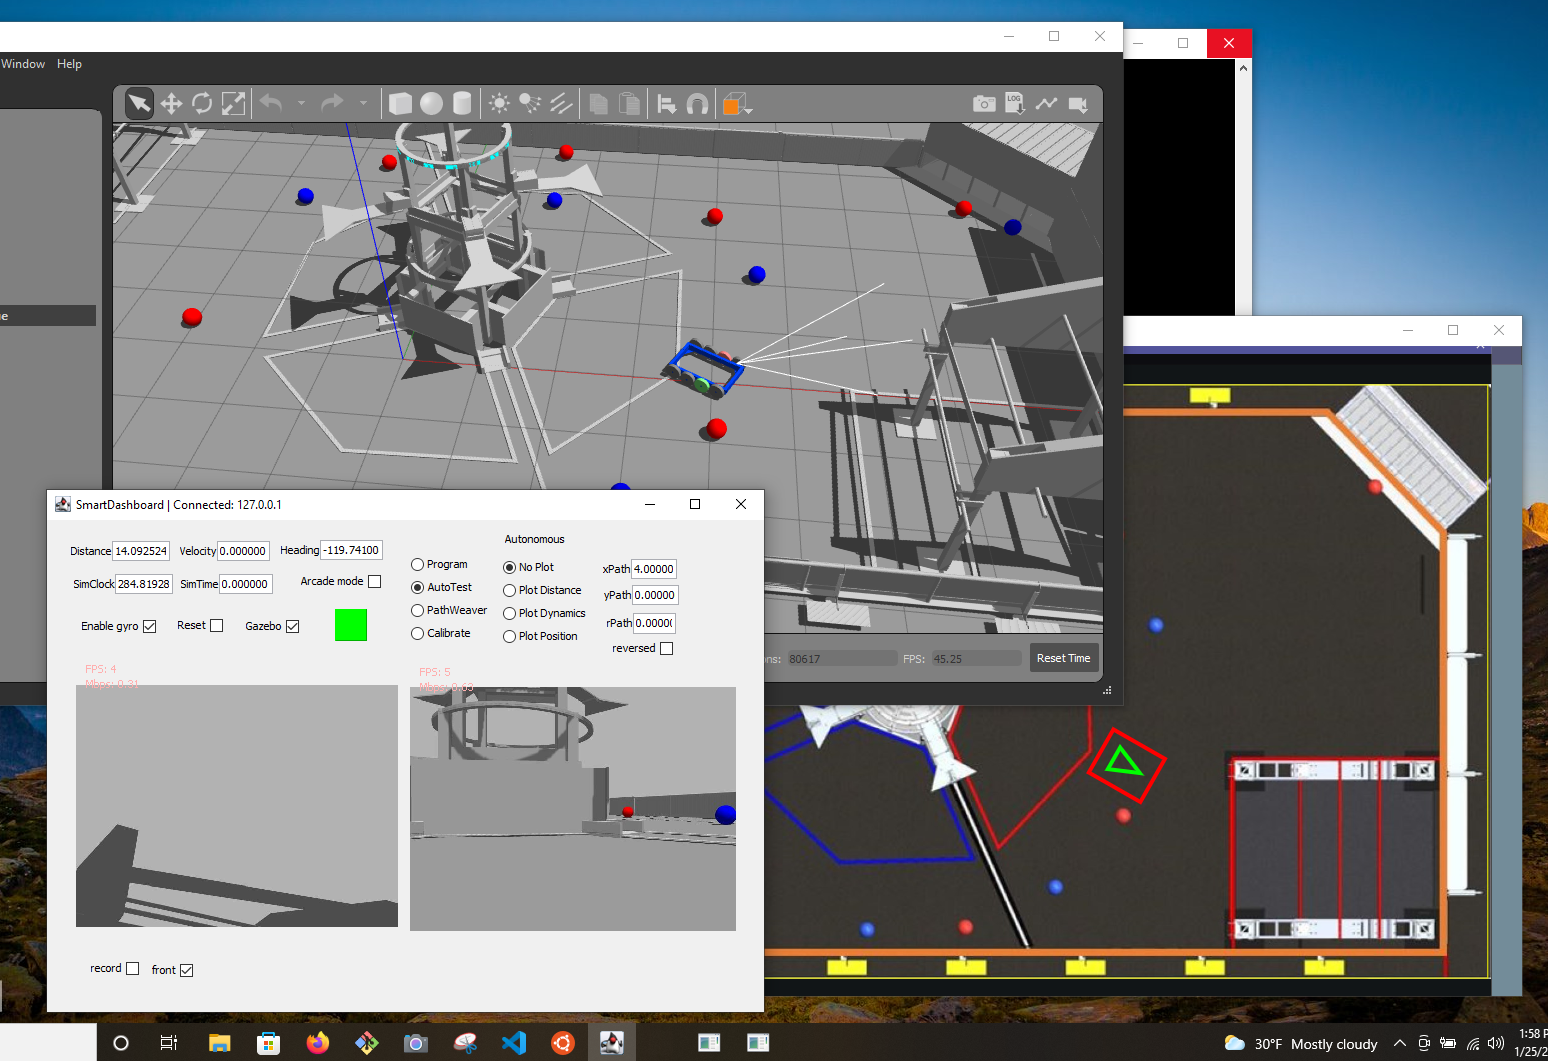 Window Help
LOG
SmartDashboard | Connected: 127.0.0.1
Distance 14.092524 Velocity 0.000000 Heading -119.74100
SimClock 284.81928 SimTime 0.000000 Arcade mode
Enable gyro Reset Gazebo
Program
AutoTest
PathWeaver
Calibrate
Autonomous
No Plot
Plot Distance
Plot Dynamics
Plot Position
xPath 4.00000
yPath 0.00000
rPath 0.0000
reversed
FPS: 4
Mbps: 0.31
FPS: 5
Mbps: 0.63
record front
ons: 80617 FPS: 45.25 Reset Time
30°F Mostly cloudy
1:58 P
1/25/2